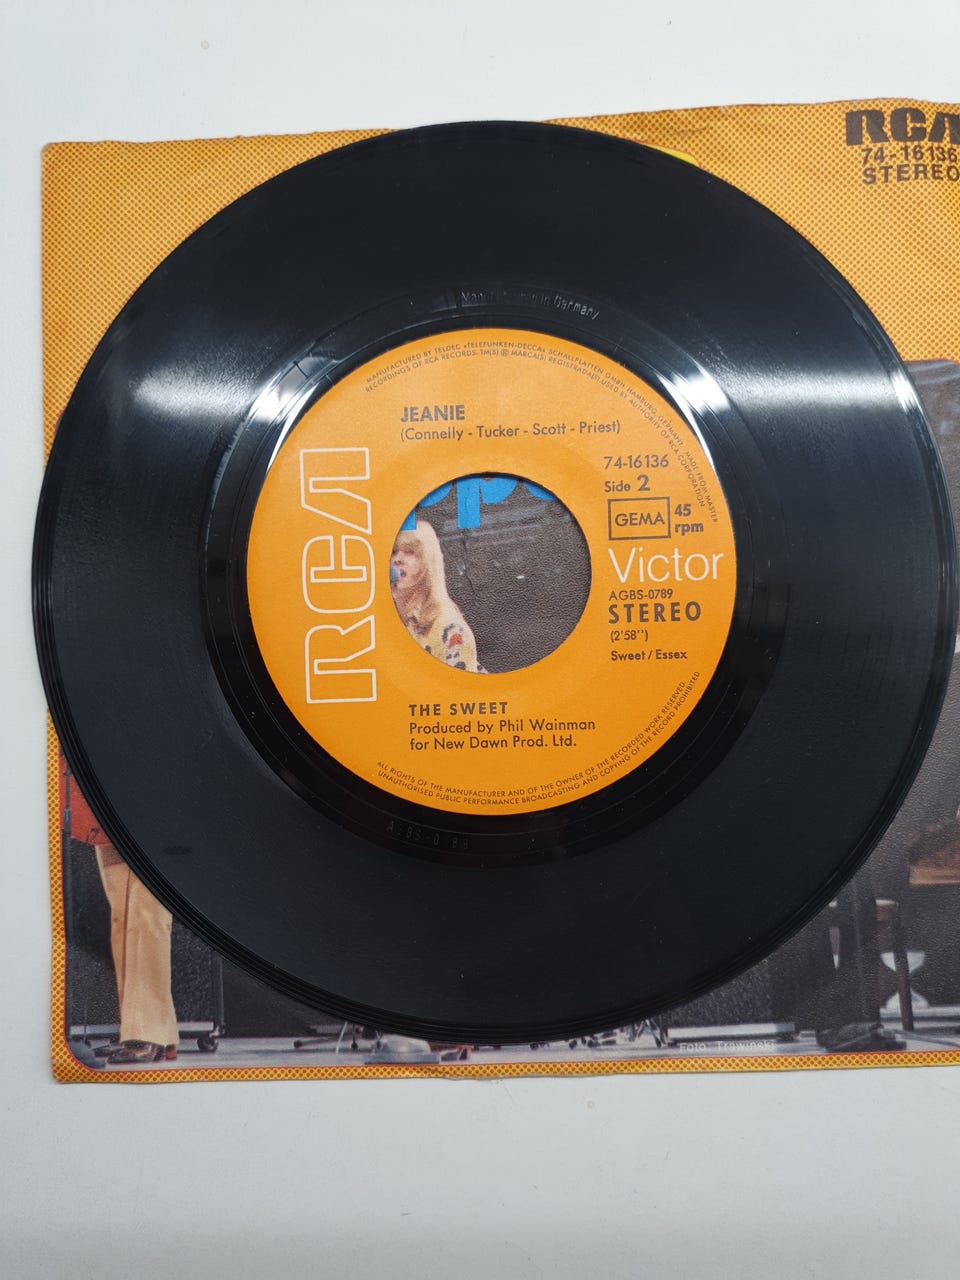 RCA
74-16136
STEREO
Manufactured in Germany
MANUFACTURED BY TELDEC »TELEFUNKEN-DECCA« SCHALLPLATTEN GMBH, HAMBURG, GERMANY MADE FROM MASTER
RECORDINGS OF RCA RECORDS. TM(S) ® MARCA(S) REGISTRADA(S) USED BY AUTHORITY OF RCA CORPORATION
JEANIE
(Connelly - Tucker - Scott - Priest)
74-16136
Side 2
GEMA
45
rpm
RCA
Victor
AGBS-0789
STEREO
(2'58")
Sweet / Essex
THE SWEET
Produced by Phil Wainman
for New Dawn Prod. Ltd.
ALL RIGHTS OF THE MANUFACTURER AND OF THE OWNER OF THE RECORDED WORK RESERVED.
UNAUTHORISED PUBLIC PERFORMANCE BROADCASTING AND COPYING OF THE RECORD PROHIBITED